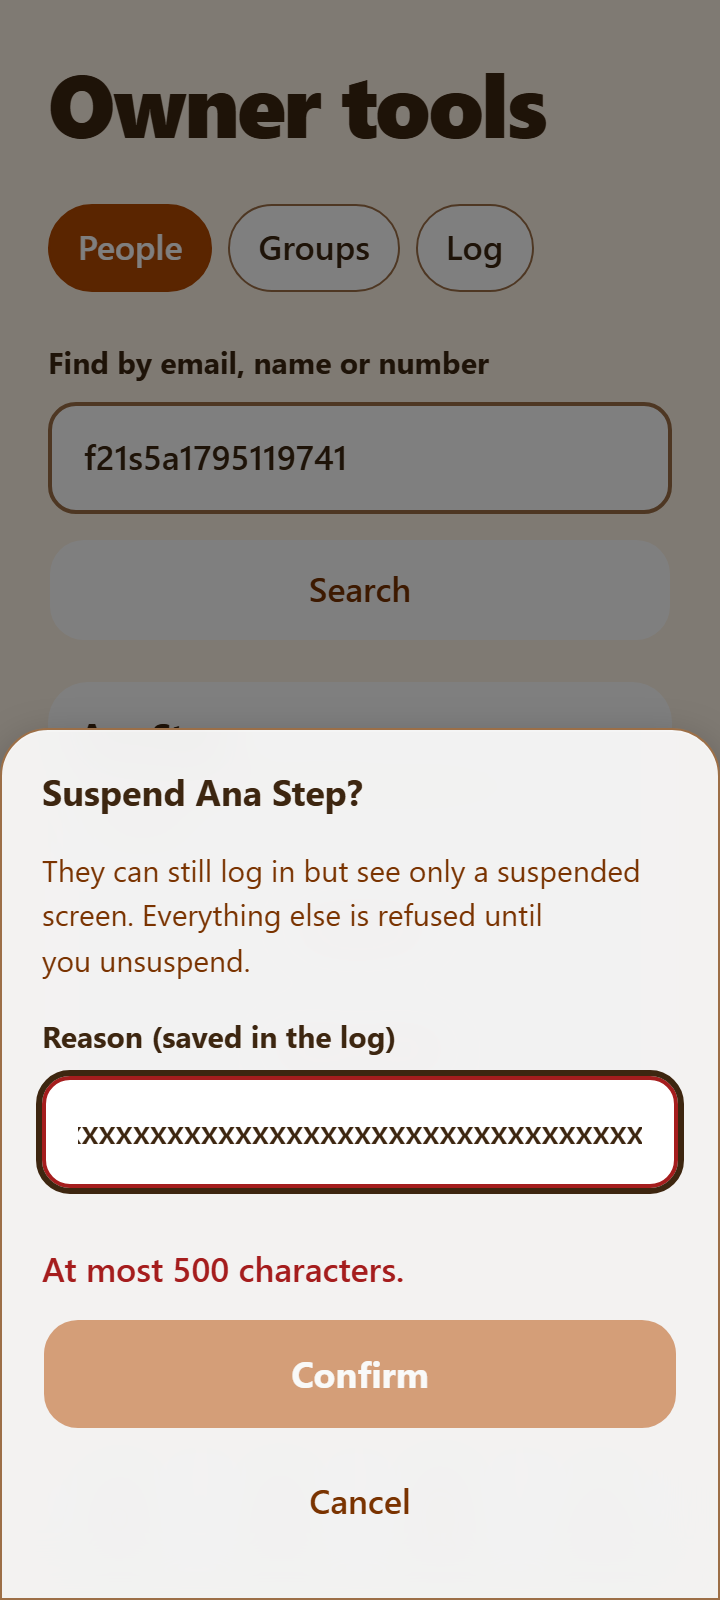 Owner tools
People
Groups
Log
Find by email, name or number
f21s5a1795119741
Search
Suspend Ana Step?
They can still log in but see only a suspended
screen. Everything else is refused until
you unsuspend.
Reason (saved in the log)
xxxxxxxxxxxxxxxxxxxxxxxxxxxxxxxxx
At most 500 characters.
Confirm
Cancel